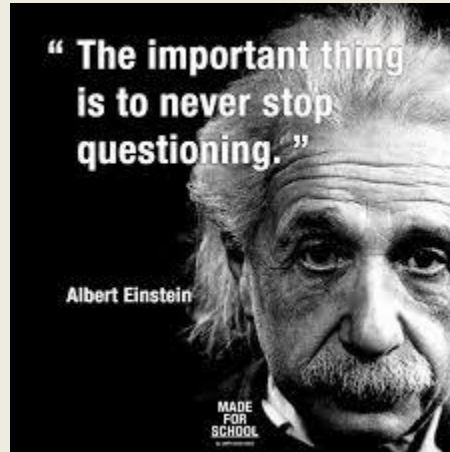 “ The important thing
is to never stop
questioning. ”
Albert Einstein
MADE
FOR
SCHOOL